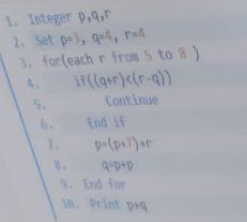 1. Integer p,q,r
2. Set p=3, q=4, r=4
3. for(each r from 5 to 8 )
4. if((q+r)<(r-q))
5. Continue
6. End if
7. p=(p+7)+r
8. q=p+p
9. End for
10. Print p+q